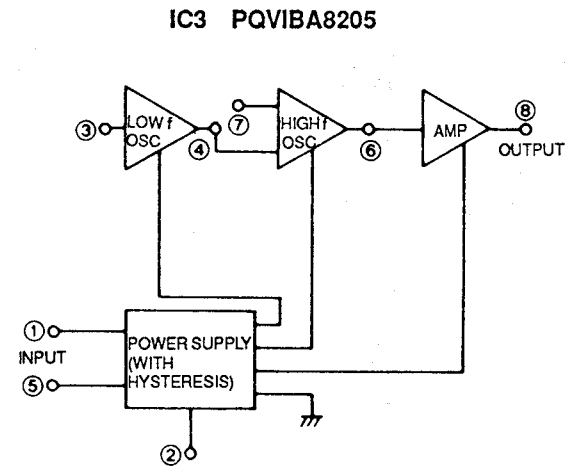 IC3 PQVIBA8205
⑧
③
LOW f
OSC
④
⑦
HIGH f
OSC
⑥
AMP
OUTPUT
①
INPUT
⑤
POWER SUPPLY
(WITH
HYSTERESIS)
②